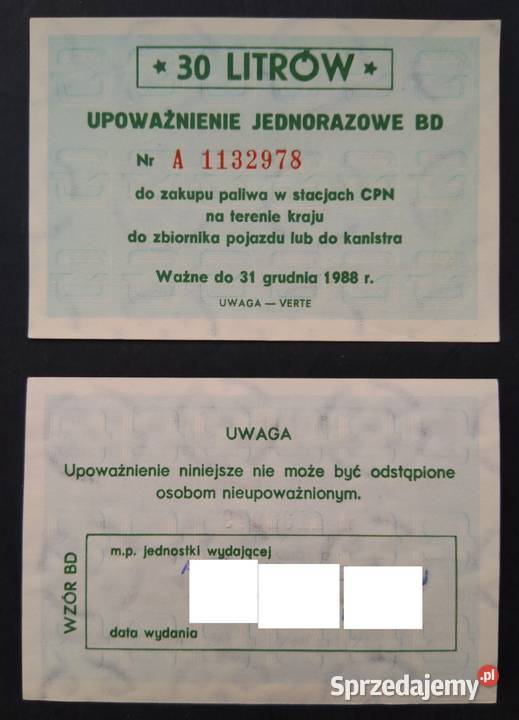 ★ 30 LITRÓW ★
UPOWAŻNIENIE JEDNORAZOWE BD
Nr A 1132978
do zakupu paliwa w stacjach CPN
na terenie kraju
do zbiornika pojazdu lub do kanistra
Ważne do 31 grudnia 1988 r.
UWAGA — VERTE
UWAGA
Upoważnienie niniejsze nie może być odstąpione
osobom nieupoważnionym.
WZÓR BD
m.p. jednostki wydającej
data wydania
Sprzedajemy.pl